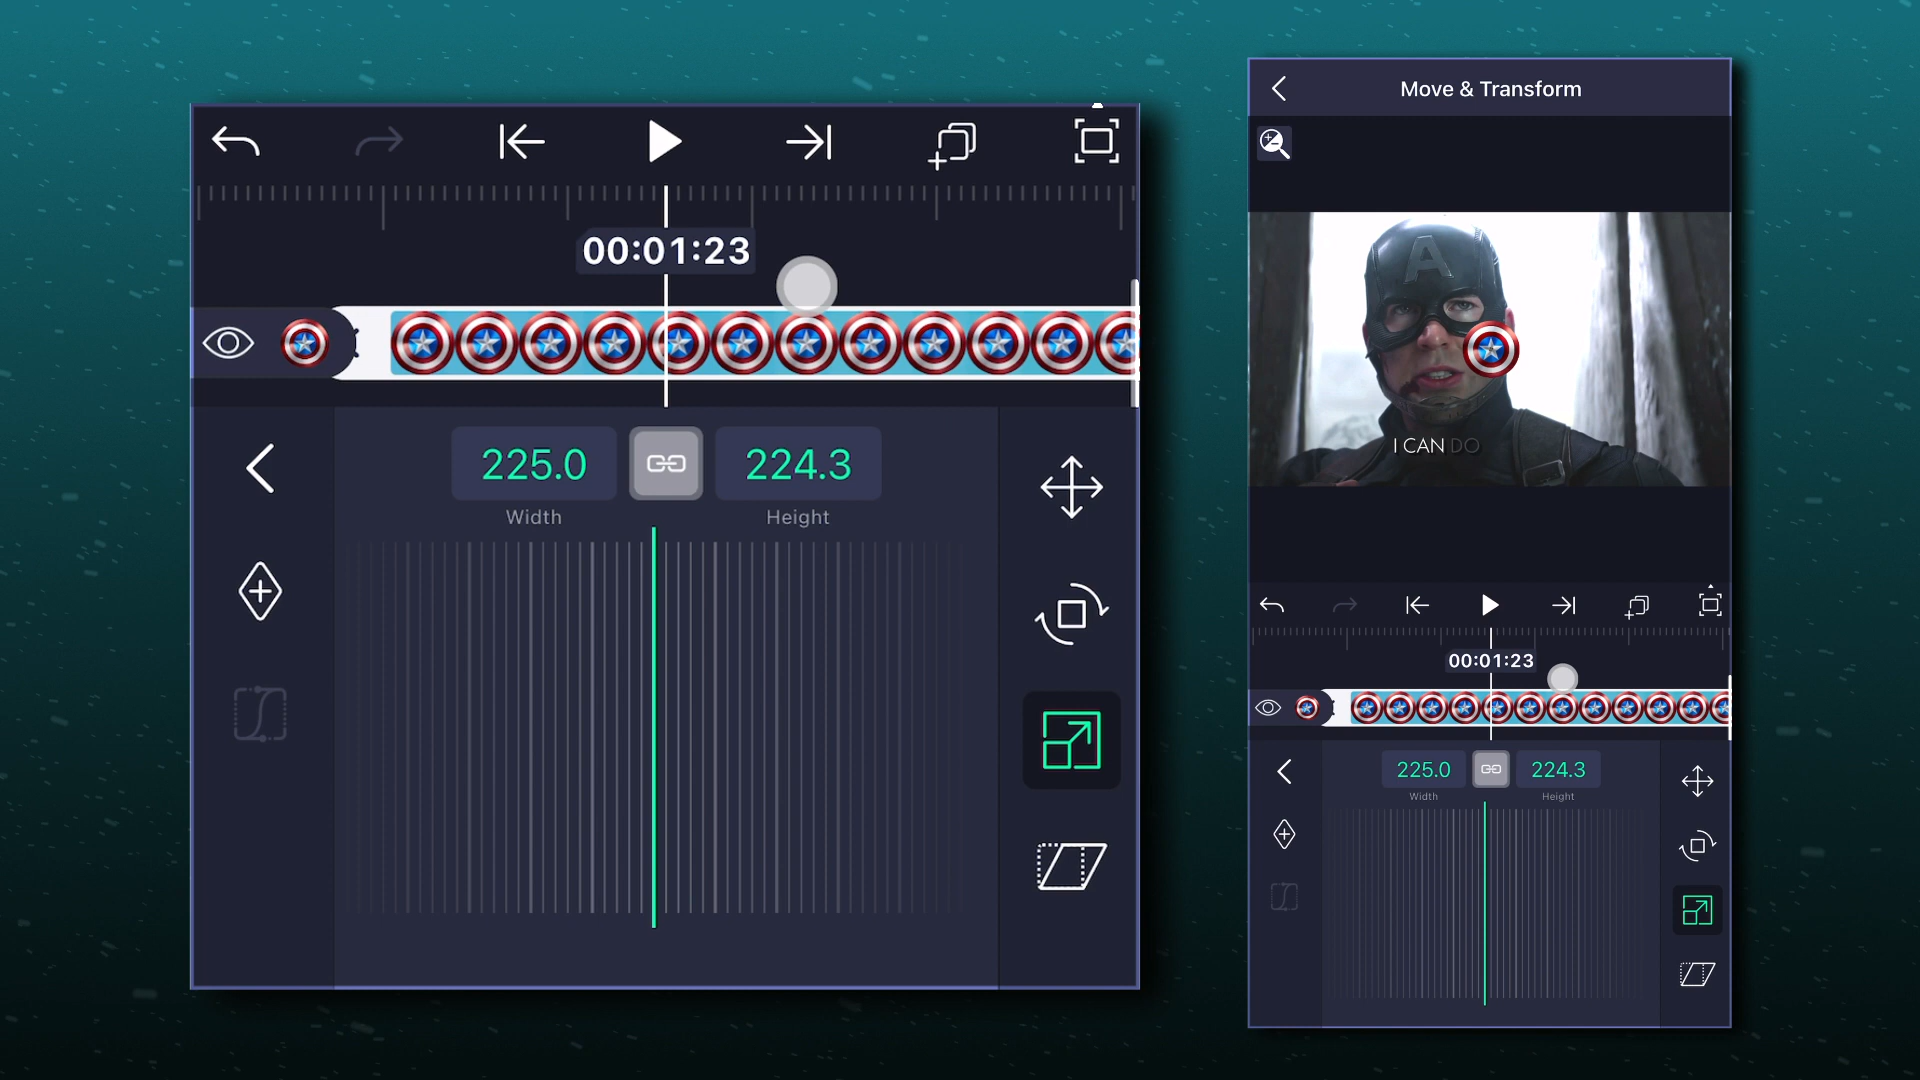 00:01:23
225.0
224.3
Width
Height
Move & Transform
A
I CAN DO
00:01:23
225.0
224.3
Width
Height